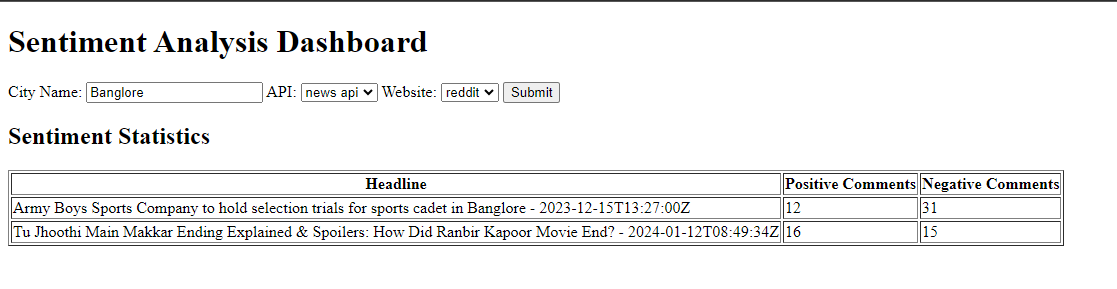 Sentiment Analysis Dashboard
City Name: Banglore API: news api Website: reddit Submit
Sentiment Statistics
Headline Positive Comments Negative Comments
Army Boys Sports Company to hold selection trials for sports cadet in Banglore - 2023-12-15T13:27:00Z 12 31
Tu Jhoothi Main Makkar Ending Explained & Spoilers: How Did Ranbir Kapoor Movie End? - 2024-01-12T08:49:34Z 16 15